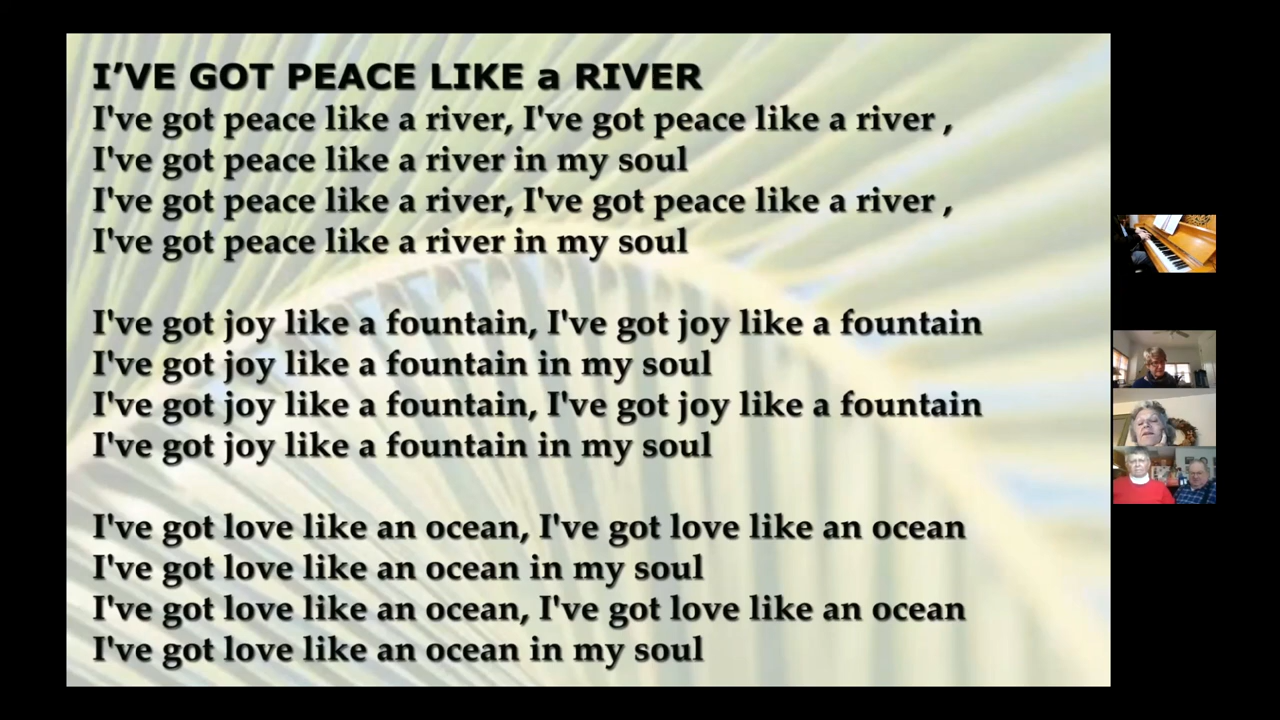 I’VE GOT PEACE LIKE a RIVER
I've got peace like a river, I've got peace like a river ,
I've got peace like a river in my soul
I've got peace like a river, I've got peace like a river ,
I've got peace like a river in my soul
I've got joy like a fountain, I've got joy like a fountain
I've got joy like a fountain in my soul
I've got joy like a fountain, I've got joy like a fountain
I've got joy like a fountain in my soul
I've got love like an ocean, I've got love like an ocean
I've got love like an ocean in my soul
I've got love like an ocean, I've got love like an ocean
I've got love like an ocean in my soul